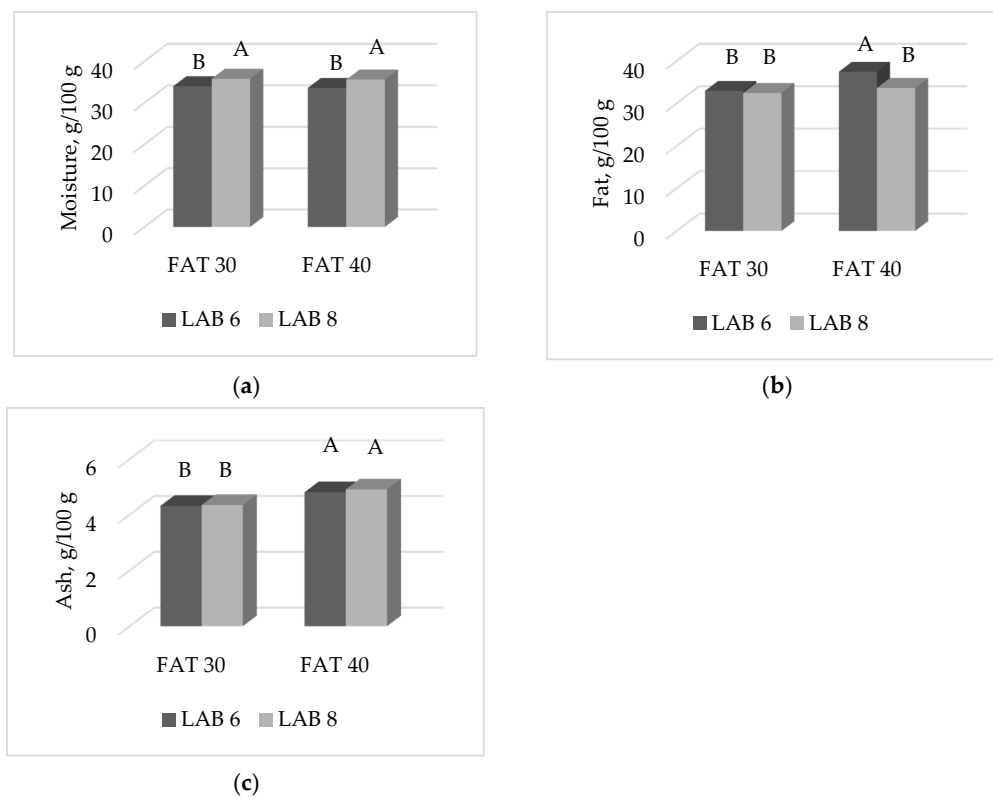 B A B A
40
30
20
10
0
Moisture, g/100 g
FAT 30 FAT 40
LAB 6 LAB 8
(a)
B B A B
40
30
20
10
0
Fat, g/100 g
FAT 30 FAT 40
LAB 6 LAB 8
(b)
B B A A
6
4
2
0
Ash, g/100 g
FAT 30 FAT 40
LAB 6 LAB 8
(c)